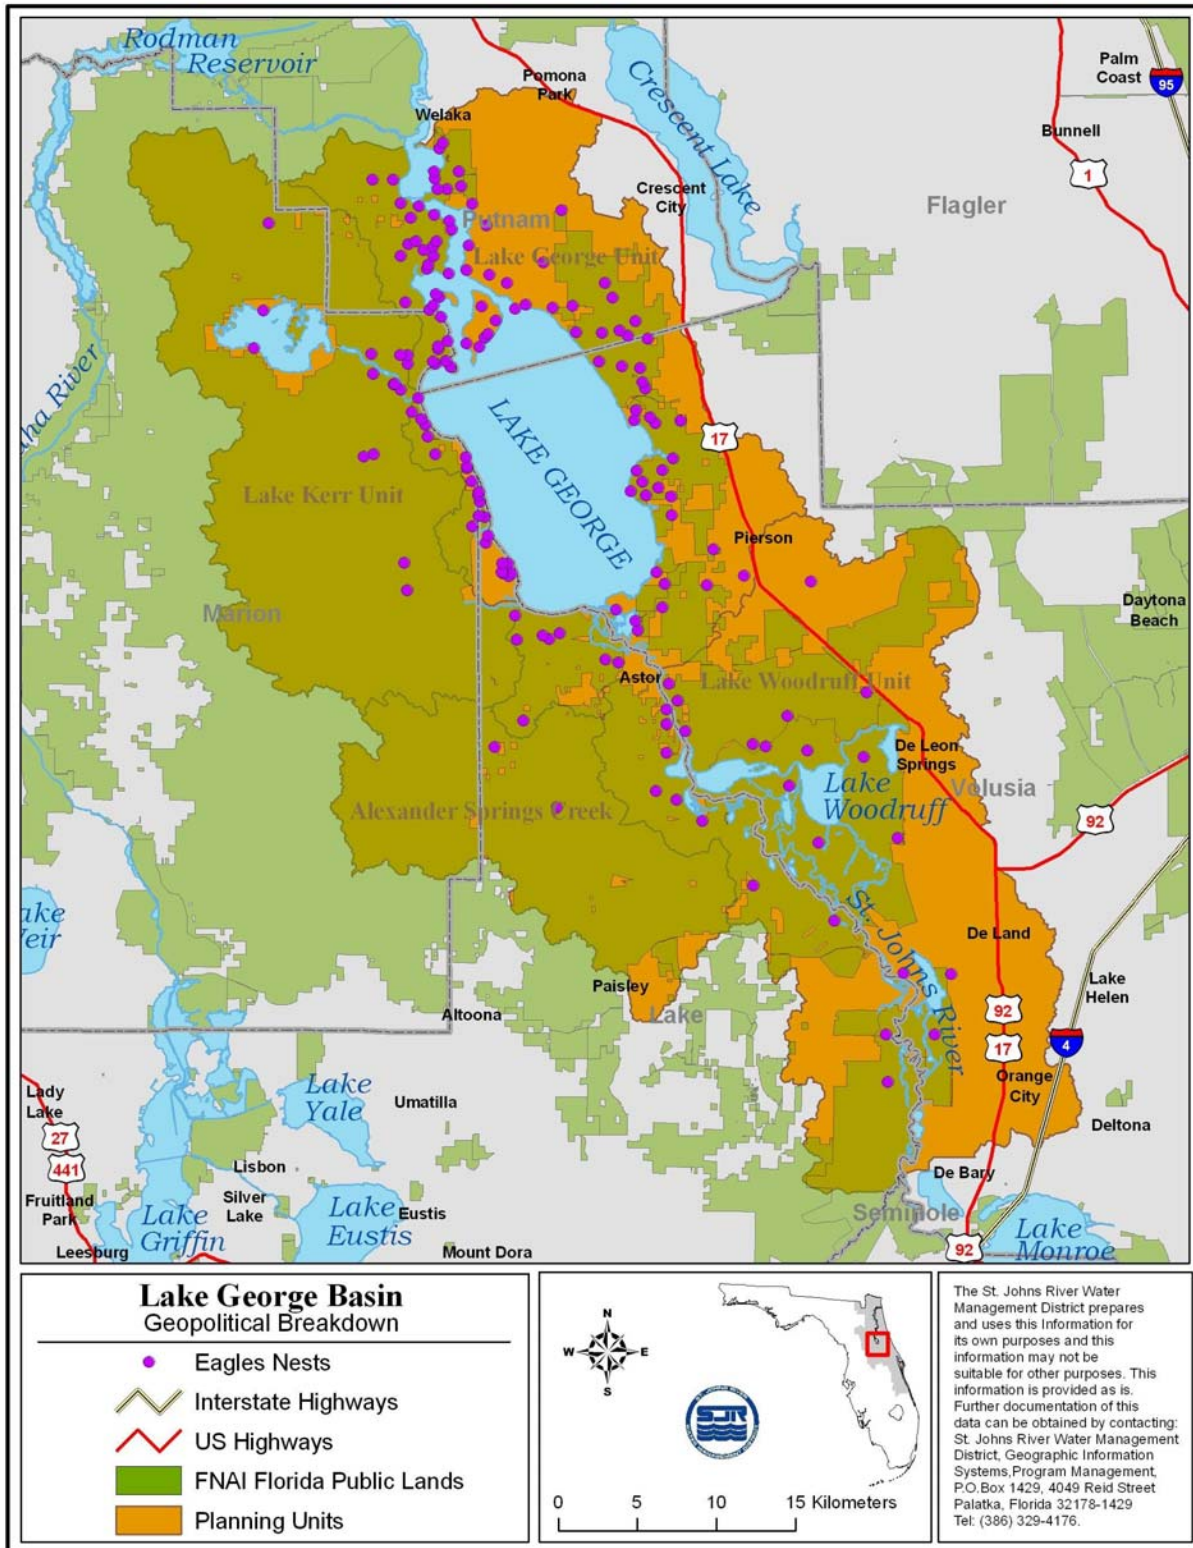 Rodman
Reservoir
Pomona
Park
Crescent Lake
Palm
Coast
95
Welaka
Bunnell
1
Crescent
City
Flagler
Putnam
Lake George Unit
aha River
LAKE GEORGE
17
Lake Kerr Unit
Pierson
Marion
Daytona
Beach
Astor
Lake Woodruff Unit
De Leon
Springs
Lake
Woodruff
Volusia
Alexander Springs Creek
92
ake
eir
St. Johns River
De Land
Paisley
Lake
Helen
Altoona
Lake
92
17
4
Orange
City
Lady
Lake
Lake
Yale
Umatilla
Deltona
27
441
Lisbon
De Bary
Fruitland
Park
Silver
Lake
Lake
Griffin
Lake
Eustis
Eustis
Seminole
Lake
Monroe
Leesburg
Mount Dora
92
Lake George Basin
Geopolitical Breakdown
Eagles Nests
Interstate Highways
US Highways
FNAI Florida Public Lands
Planning Units
N
W E
S
SJR
0 5 10 15 Kilometers
The St. Johns River Water
Management District prepares
and uses this Information for
its own purposes and this
information may not be
suitable for other purposes. This
information is provided as is.
Further documentation of this
data can be obtained by contacting:
St. Johns River Water Management
District, Geographic Information
Systems,Program Management,
P.O.Box 1429, 4049 Reid Street
Palatka, Florida 32178-1429
Tel: (386) 329-4176.